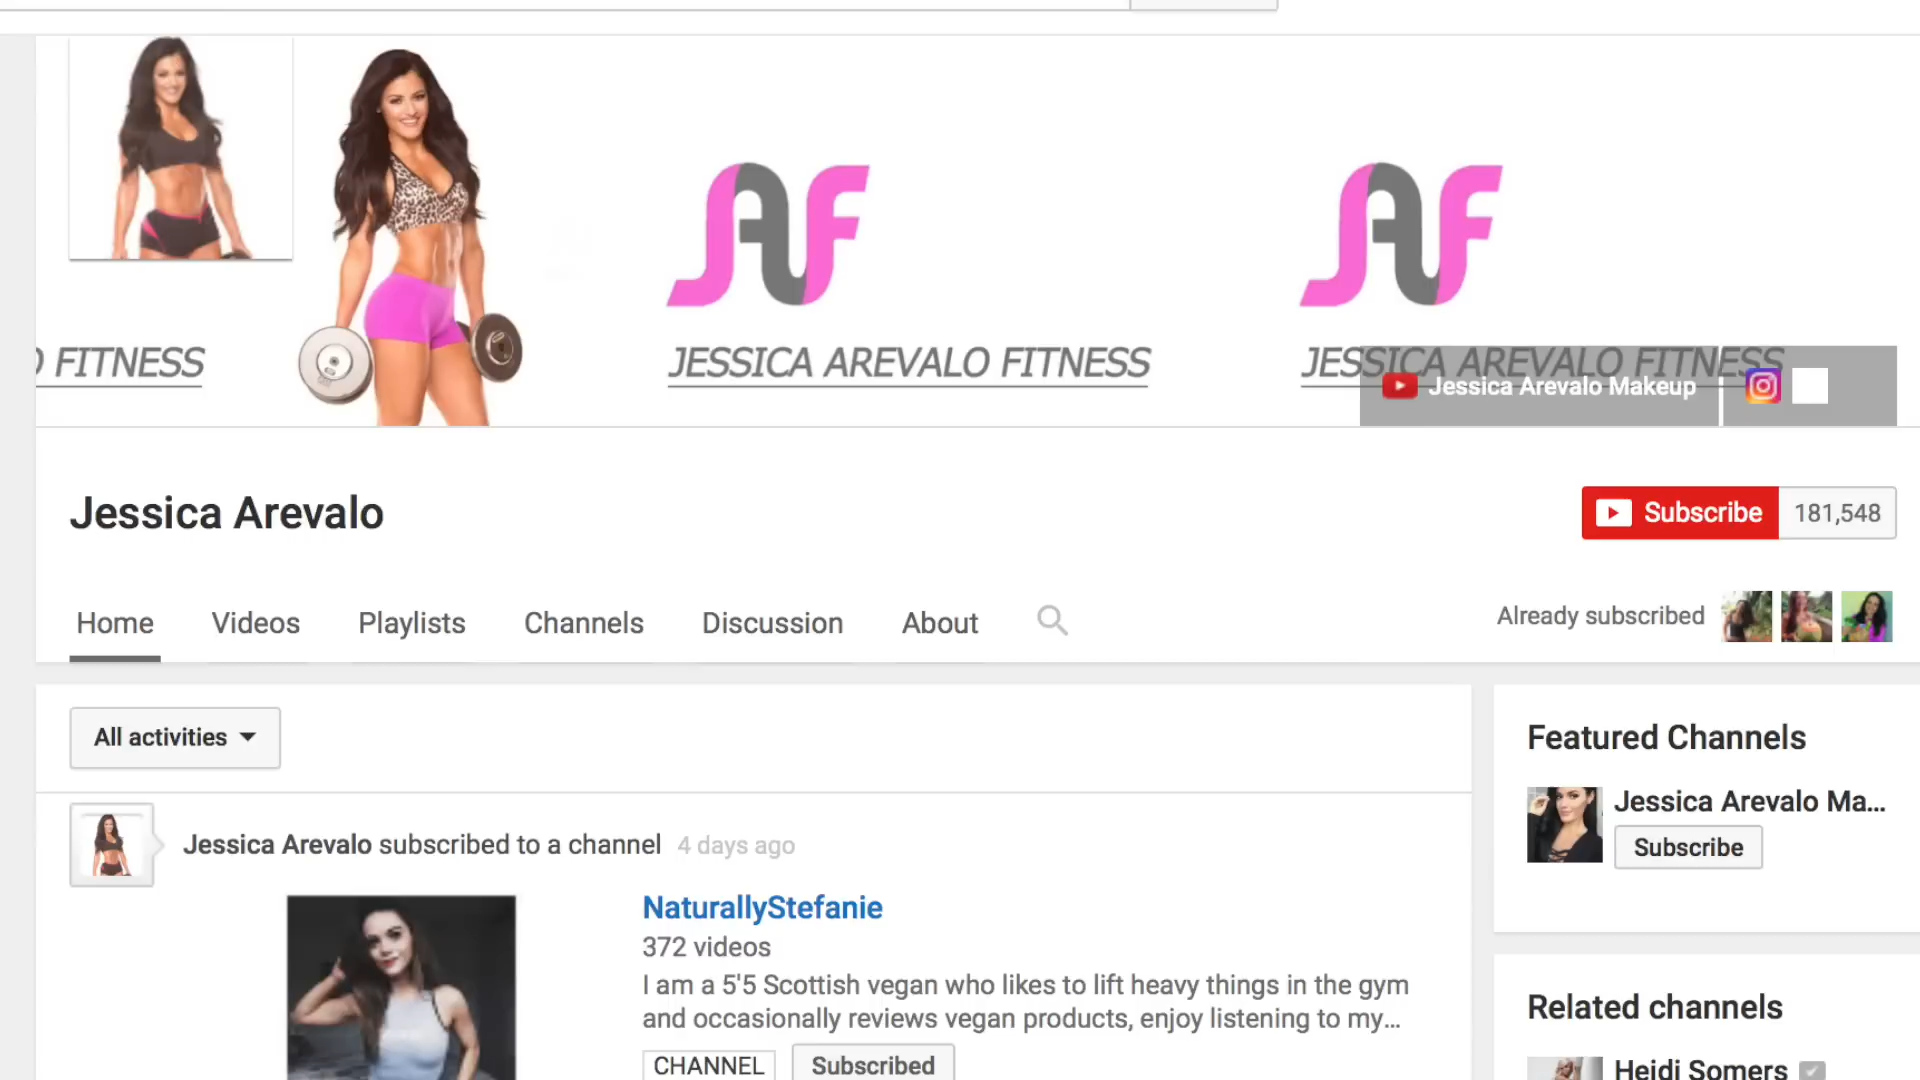 JAF
JAF
O FITNESS
JESSICA AREVALO FITNESS
JESSICA AREVALO FITNESS
Jessica Arevalo Makeup
Jessica Arevalo
Subscribe 181,548
Home Videos Playlists Channels Discussion About
Already subscribed
All activities
Jessica Arevalo subscribed to a channel 4 days ago
NaturallyStefanie
372 videos
I am a 5'5 Scottish vegan who likes to lift heavy things in the gym
and occasionally reviews vegan products, enjoy listening to my...
CHANNEL Subscribed
Featured Channels
Jessica Arevalo Ma...
Subscribe
Related channels
Heidi Somers